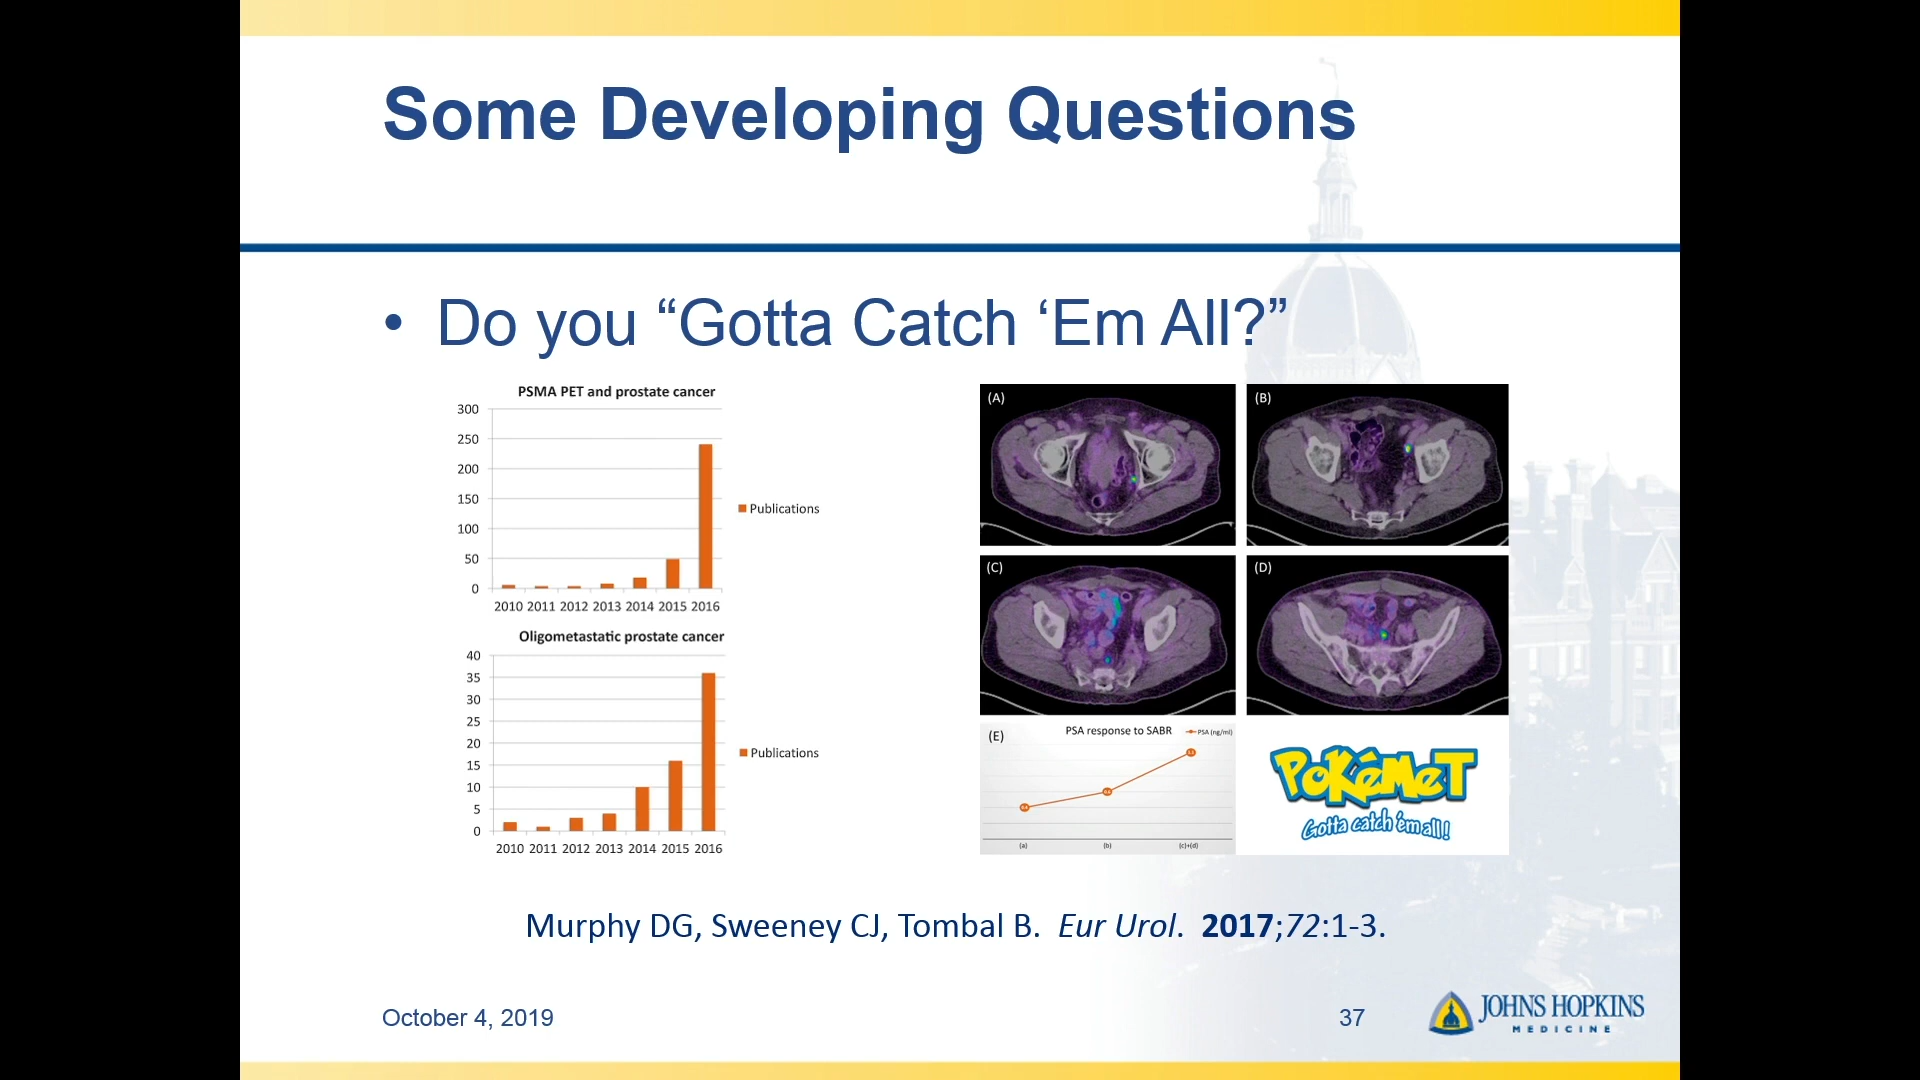 Some Developing Questions
• Do you “Gotta Catch ‘Em All?”
PSMA PET and prostate cancer
300
250
200
150
100
50
0
2010 2011 2012 2013 2014 2015 2016
Publications
Oligometastatic prostate cancer
40
35
30
25
20
15
10
5
0
2010 2011 2012 2013 2014 2015 2016
Publications
(A)
(B)
(C)
(D)
(E)
PSA response to SABR
PSA (ng/ml)
(a) (b) (c)+(d)
PoKéMeT
Gotta catch 'em all!
Murphy DG, Sweeney CJ, Tombal B. Eur Urol. 2017;72:1-3.
October 4, 2019
37
JOHNS HOPKINS
MEDICINE